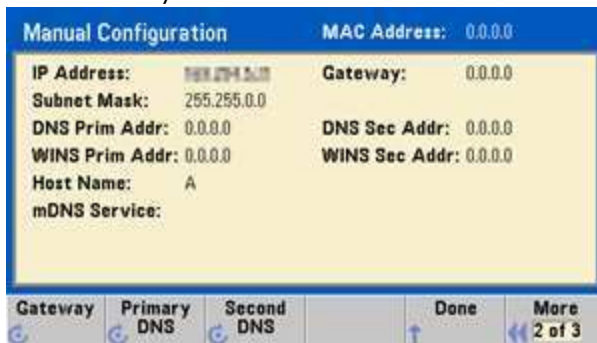 Manual Configuration MAC Address: 0.0.0.0
IP Address: Gateway: 0.0.0.0
Subnet Mask: 255.255.0.0
DNS Prim Addr: 0.0.0.0 DNS Sec Addr: 0.0.0.0
WINS Prim Addr: 0.0.0.0 WINS Sec Addr: 0.0.0.0
Host Name: A
mDNS Service:
Gateway Primary DNS Second DNS Done More
2 of 3